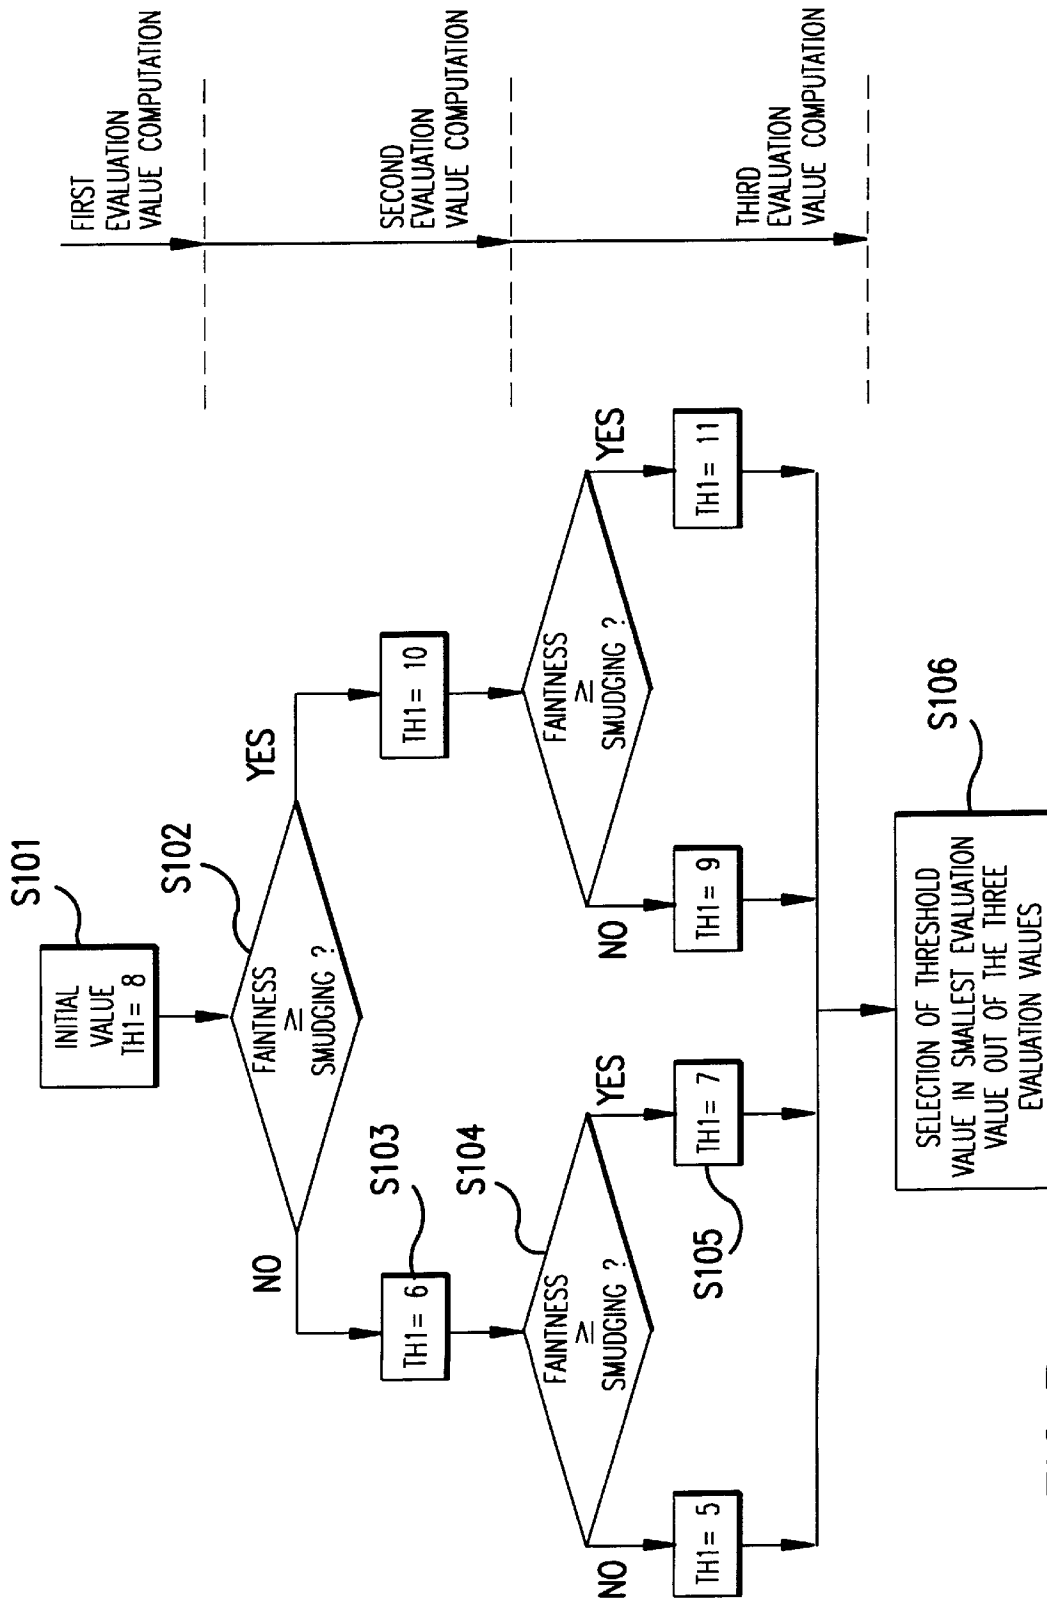 S101
INITIAL
VALUE
TH1 = 8
S102
FAINTNESS
≥
SMUDGING ?
NO
YES
S103
TH1 = 6
TH1 = 10
S104
FAINTNESS
≥
SMUDGING ?
FAINTNESS
≥
SMUDGING ?
NO
YES
NO
YES
TH1 = 5
S105
TH1 = 7
TH1 = 9
TH1 = 11
S106
SELECTION OF THRESHOLD
VALUE IN SMALLEST EVALUATION
VALUE OUT OF THE THREE
EVALUATION VALUES
FIRST
EVALUATION
VALUE COMPUTATION
SECOND
EVALUATION
VALUE COMPUTATION
THIRD
EVALUATION
VALUE COMPUTATION